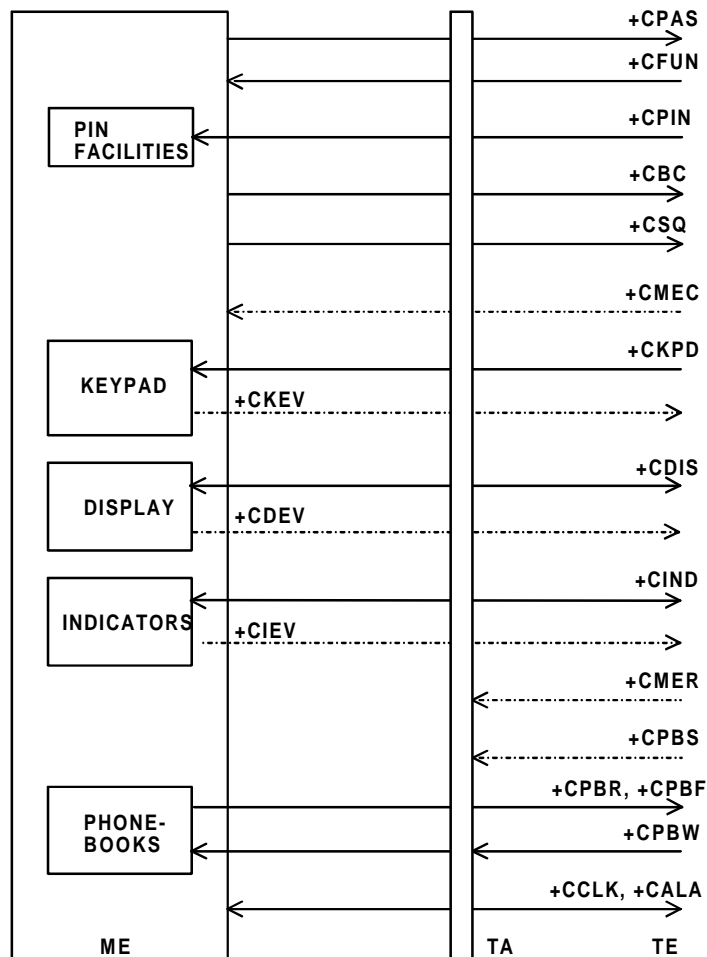 +CPAS
+CFUN
PIN
FACILITIES
+CPIN
+CBC
+CSQ
+CMEC
+CKPD
KEYPAD
+CKEV
+CDIS
DISPLAY
+CDEV
+CIND
INDICATORS
+CIEV
+CMER
+CPBS
+CPBR, +CPBF
PHONE-
BOOKS
+CPBW
+CCLK, +CALA
ME
TA
TE